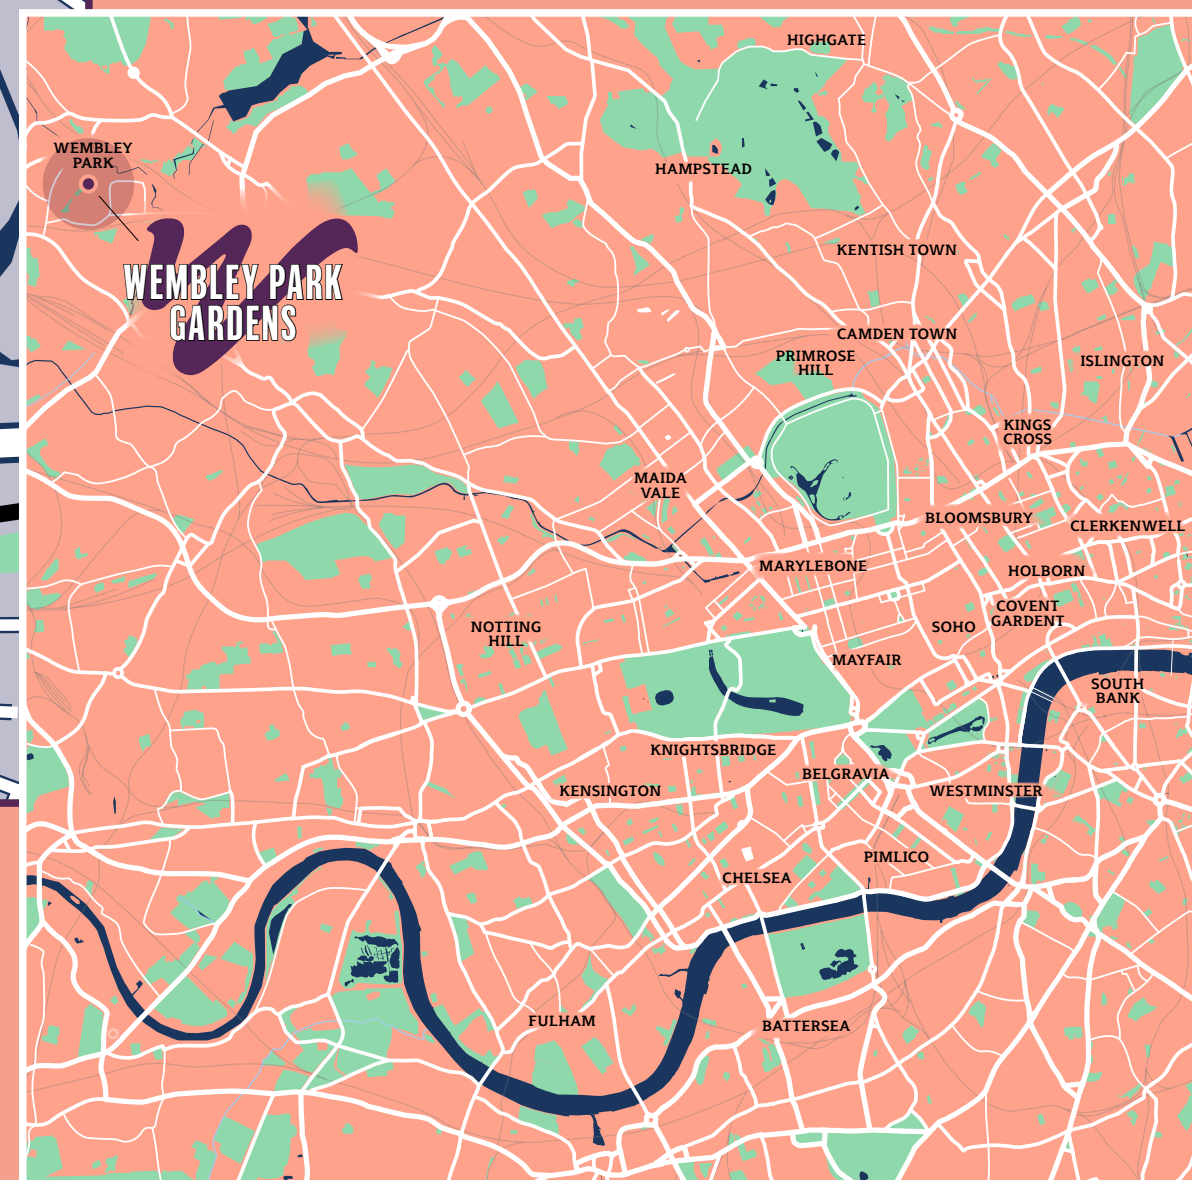 HIGHGATE
WEMBLEY
PARK
HAMPSTEAD
KENTISH TOWN
WEMBLEY PARK
GARDENS
CAMDEN TOWN
PRIMROSE
HILL
ISLINGTON
KINGS
CROSS
MAIDA
VALE
BLOOMSBURY
CLERKENWELL
MARYLEBONE
HOLBORN
COVENT
GARDENT
NOTTING
HILL
SOHO
MAYFAIR
SOUTH
BANK
KNIGHTSBRIDGE
BELGRAVIA
KENSINGTON
WESTMINSTER
PIMLICO
CHELSEA
FULHAM
BATTERSEA